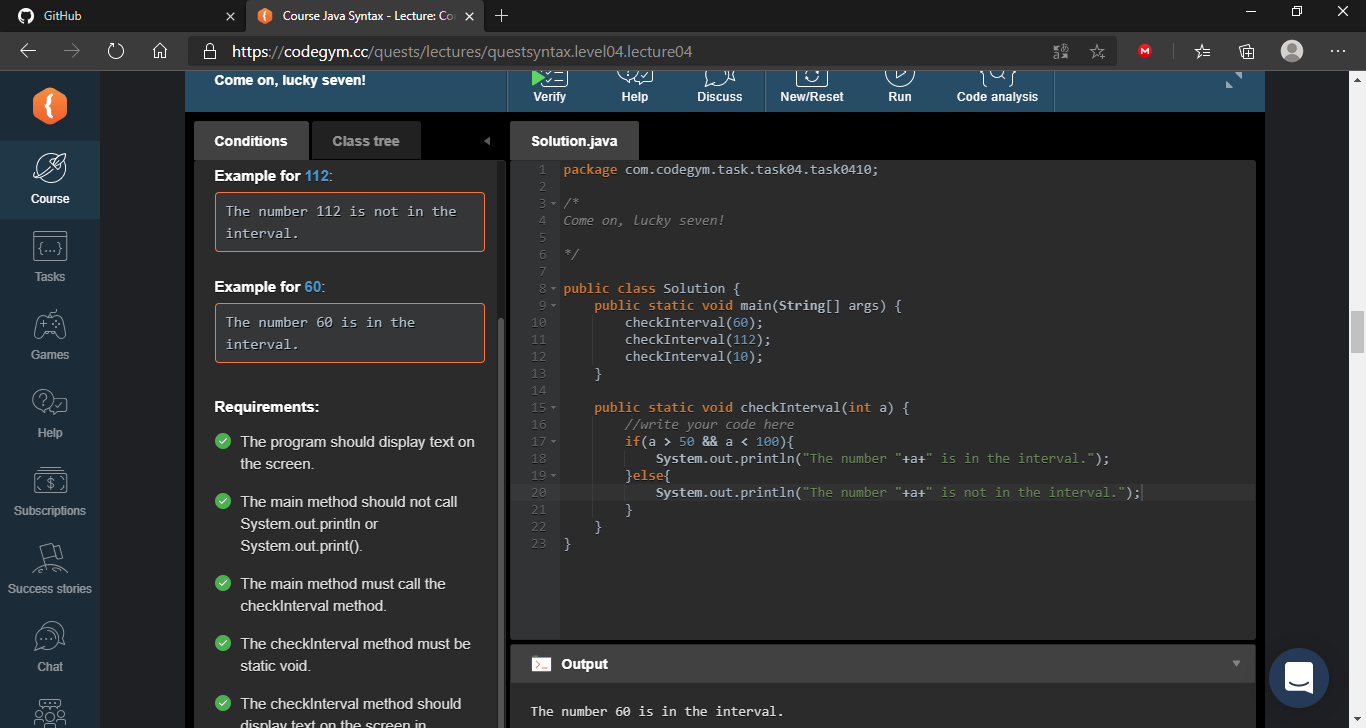 GitHub
Course Java Syntax - Lecture: Co
https://codegym.cc/quests/lectures/questsyntax.level04.lecture04
M
Come on, lucky seven!
Verify
Help
Discuss
New/Reset
Run
Code analysis
Course
Tasks
Games
Help
Subscriptions
Success stories
Chat
Conditions
Class tree
Example for 112:
The number 112 is not in the
interval.
Example for 60:
The number 60 is in the
interval.
Requirements:
The program should display text on
the screen.
The main method should not call
System.out.println or
System.out.print().
The main method must call the
checkInterval method.
The checkInterval method must be
static void.
The checkInterval method should
display text on the screen in
Solution.java
1 package com.codegym.task.task04.task0410;
2
3 /*
4 Come on, lucky seven!
5
6 */
7
8 public class Solution {
9 public static void main(String[] args) {
10 checkInterval(60);
11 checkInterval(112);
12 checkInterval(10);
13 }
14
15 public static void checkInterval(int a) {
16 //write your code here
17 if(a > 50 && a < 100){
18 System.out.println("The number "+a+" is in the interval.");
19 }else{
20 System.out.println("The number "+a+" is not in the interval.");
21 }
22 }
23 }
Output
The number 60 is in the interval.